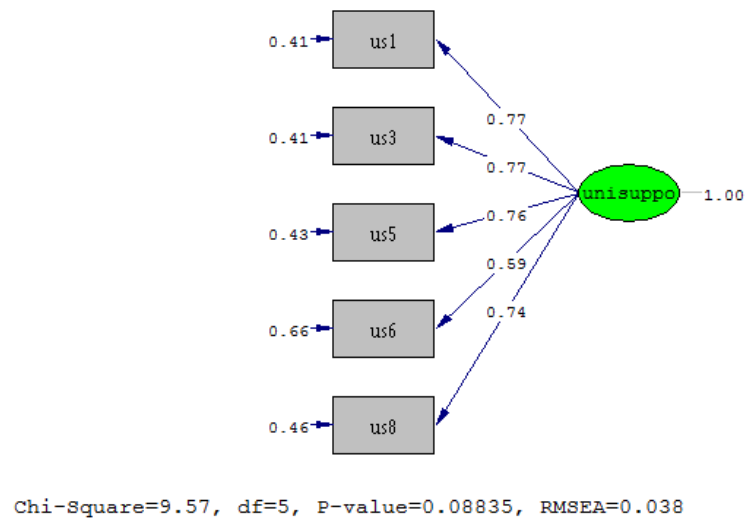 0.41 us1
0.77
0.41 us3
0.77
unisuppo 1.00
0.76
0.43 us5
0.59
0.74
0.66 us6
0.46 us8
Chi-Square=9.57, df=5, P-value=0.08835, RMSEA=0.038